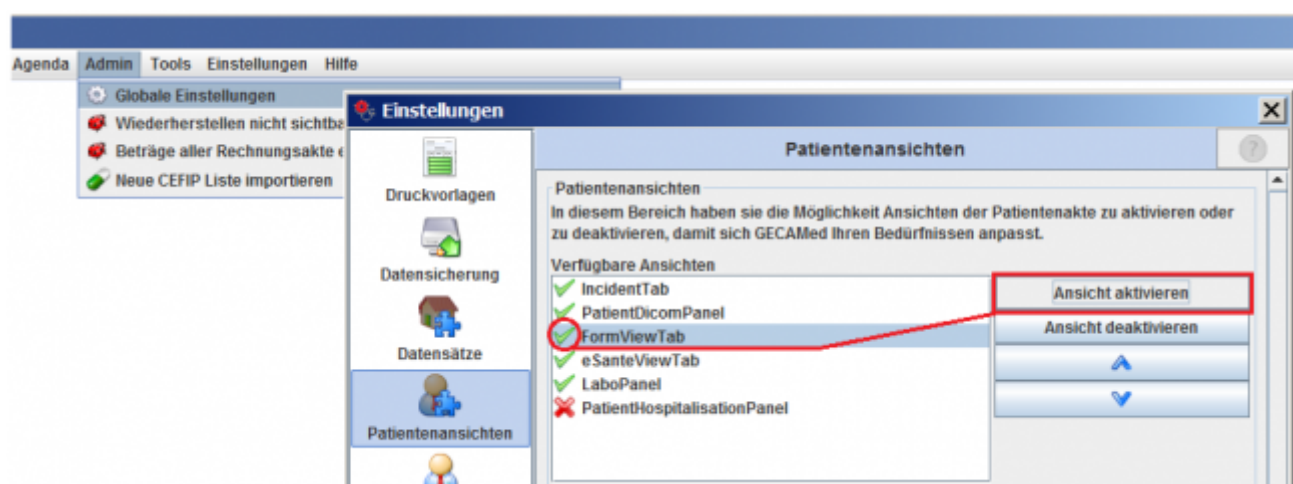 Agenda Admin Tools Einstellungen Hilfe
Globale Einstellungen
Wiederherstellen nicht
Beträge aller Rechnungsakte
Neue CEFIP Liste importieren
Einstellungen
Druckvorlagen
Datensicherung
Datensätze
Patientenansichten
Patientenansichten
Patientenansichten
In diesem Bereich haben sie die Möglichkeit Ansichten der Patientenakte zu aktivieren oder
zu deaktivieren, damit sich GECAMed Ihren Bedürfnissen anpasst.
Verfügbare Ansichten
IncidentTab
PatientDicomPanel
FormViewTab
eSanteViewTab
LaboPanel
PatientHospitalisationPanel
Ansicht aktivieren
Ansicht deaktivieren